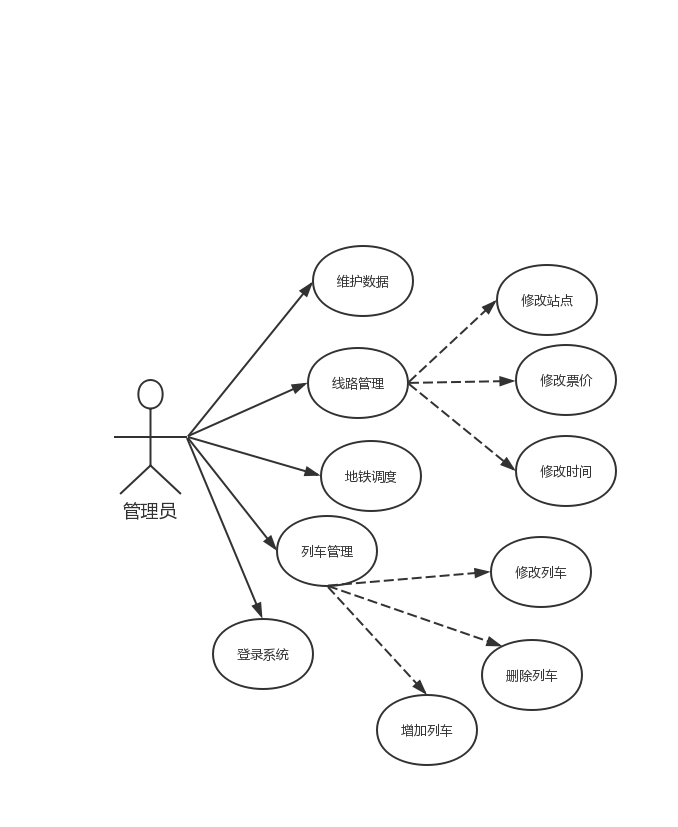 维护数据
修改站点
线路管理
修改票价
地铁调度
修改时间
管理员
列车管理
修改列车
登录系统
删除列车
增加列车